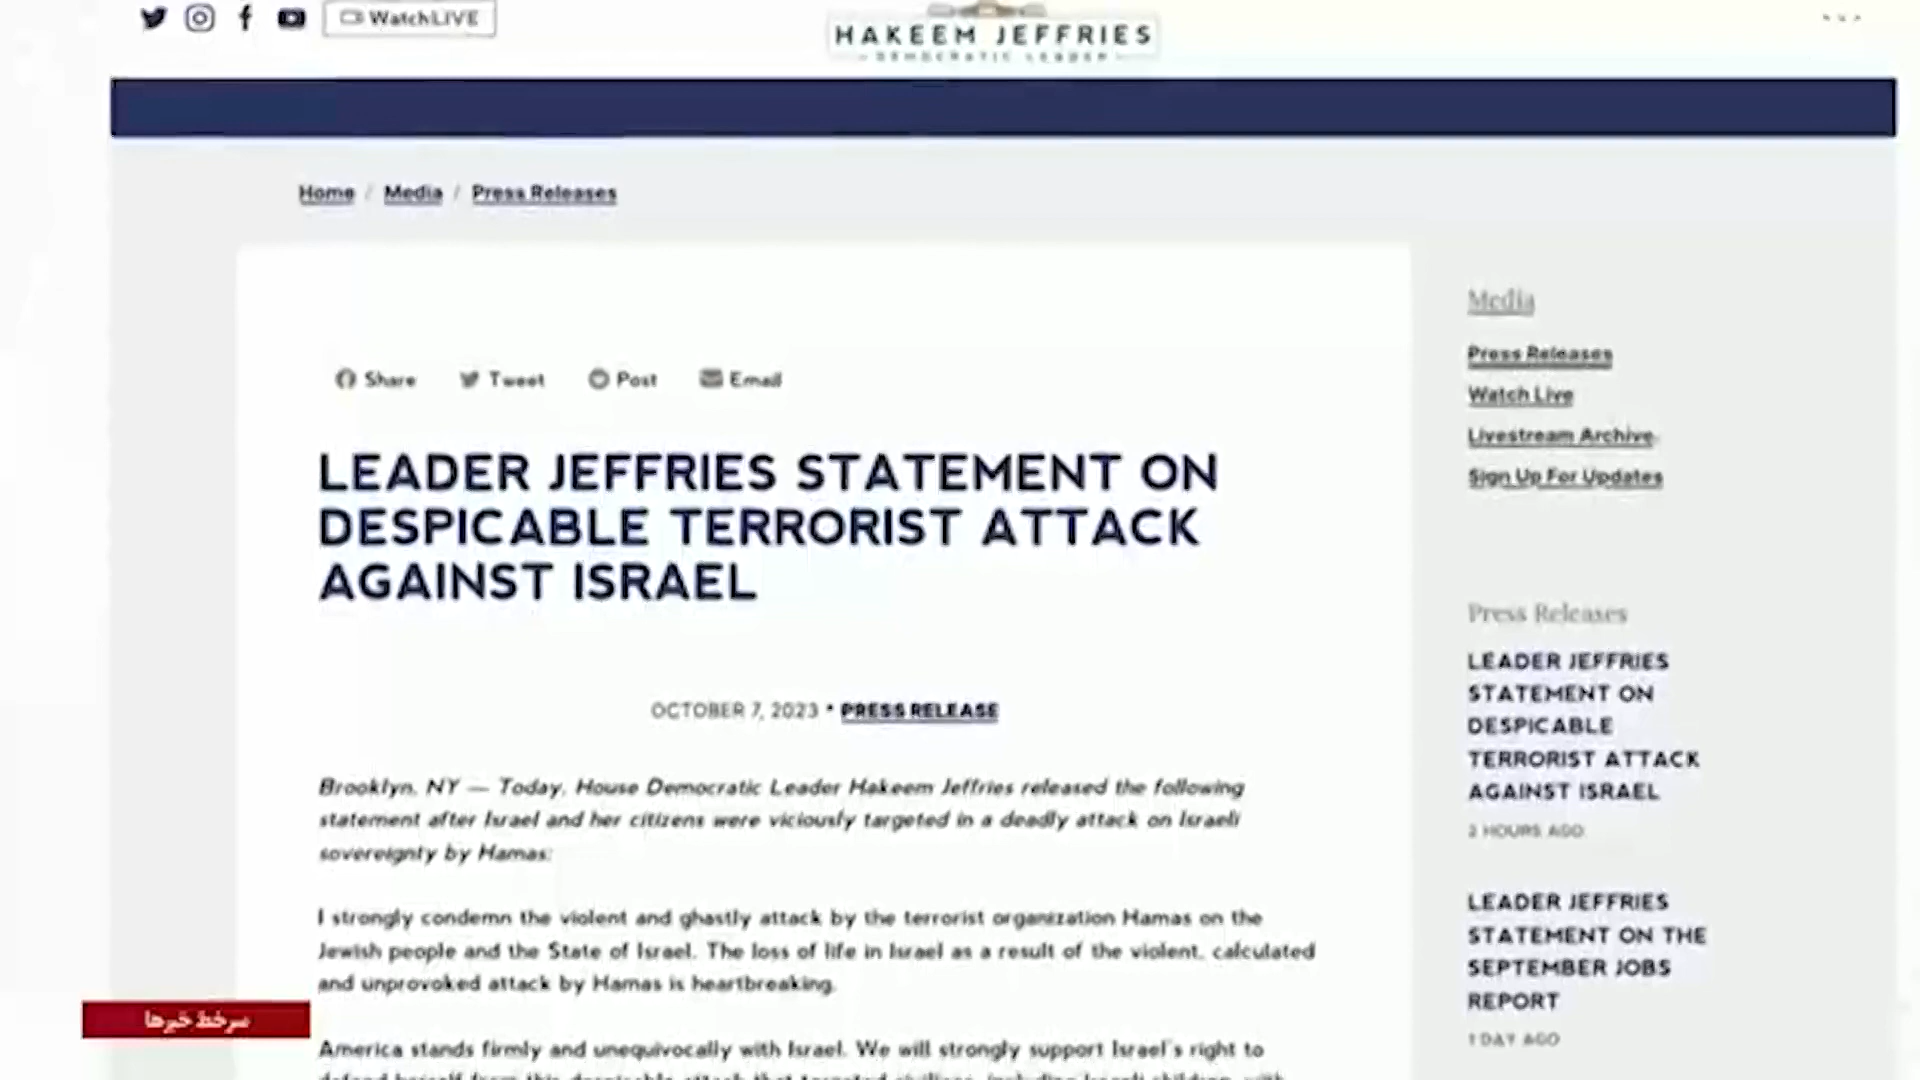 WatchLIVE
HAKEEM JEFFRIES
DEMOCRATIC LEADER
Home / Media / Press Releases
Share Tweet Post Email
LEADER JEFFRIES STATEMENT ON
DESPICABLE TERRORIST ATTACK
AGAINST ISRAEL
OCTOBER 7, 2023 • PRESS RELEASE
Brooklyn, NY — Today, House Democratic Leader Hakeem Jeffries released the following
statement after Israel and her citizens were viciously targeted in a deadly attack on Israeli
sovereignty by Hamas:
I strongly condemn the violent and ghastly attack by the terrorist organization Hamas on the
Jewish people and the State of Israel. The loss of life in Israel as a result of the violent, calculated
and unprovoked attack by Hamas is heartbreaking.
America stands firmly and unequivocally with Israel. We will strongly support Israel's right to
Media
Press Releases
Watch Live
Livestream Archive
Sign Up For Updates
Press Releases
LEADER JEFFRIES
STATEMENT ON
DESPICABLE
TERRORIST ATTACK
AGAINST ISRAEL
2 HOURS AGO
LEADER JEFFRIES
STATEMENT ON THE
SEPTEMBER JOBS
REPORT
1 DAY AGO
سرخط خبرها